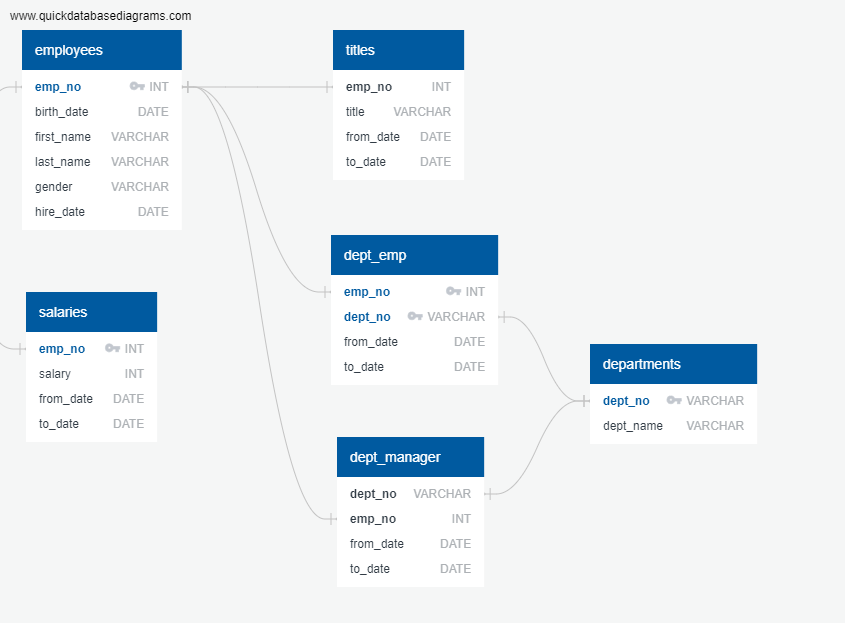 www.quickdatabasediagrams.com
employees
emp_no INT
birth_date DATE
first_name VARCHAR
last_name VARCHAR
gender VARCHAR
hire_date DATE
titles
emp_no INT
title VARCHAR
from_date DATE
to_date DATE
dept_emp
emp_no INT
dept_no VARCHAR
from_date DATE
to_date DATE
salaries
emp_no INT
salary INT
from_date DATE
to_date DATE
departments
dept_no VARCHAR
dept_name VARCHAR
dept_manager
dept_no VARCHAR
emp_no INT
from_date DATE
to_date DATE